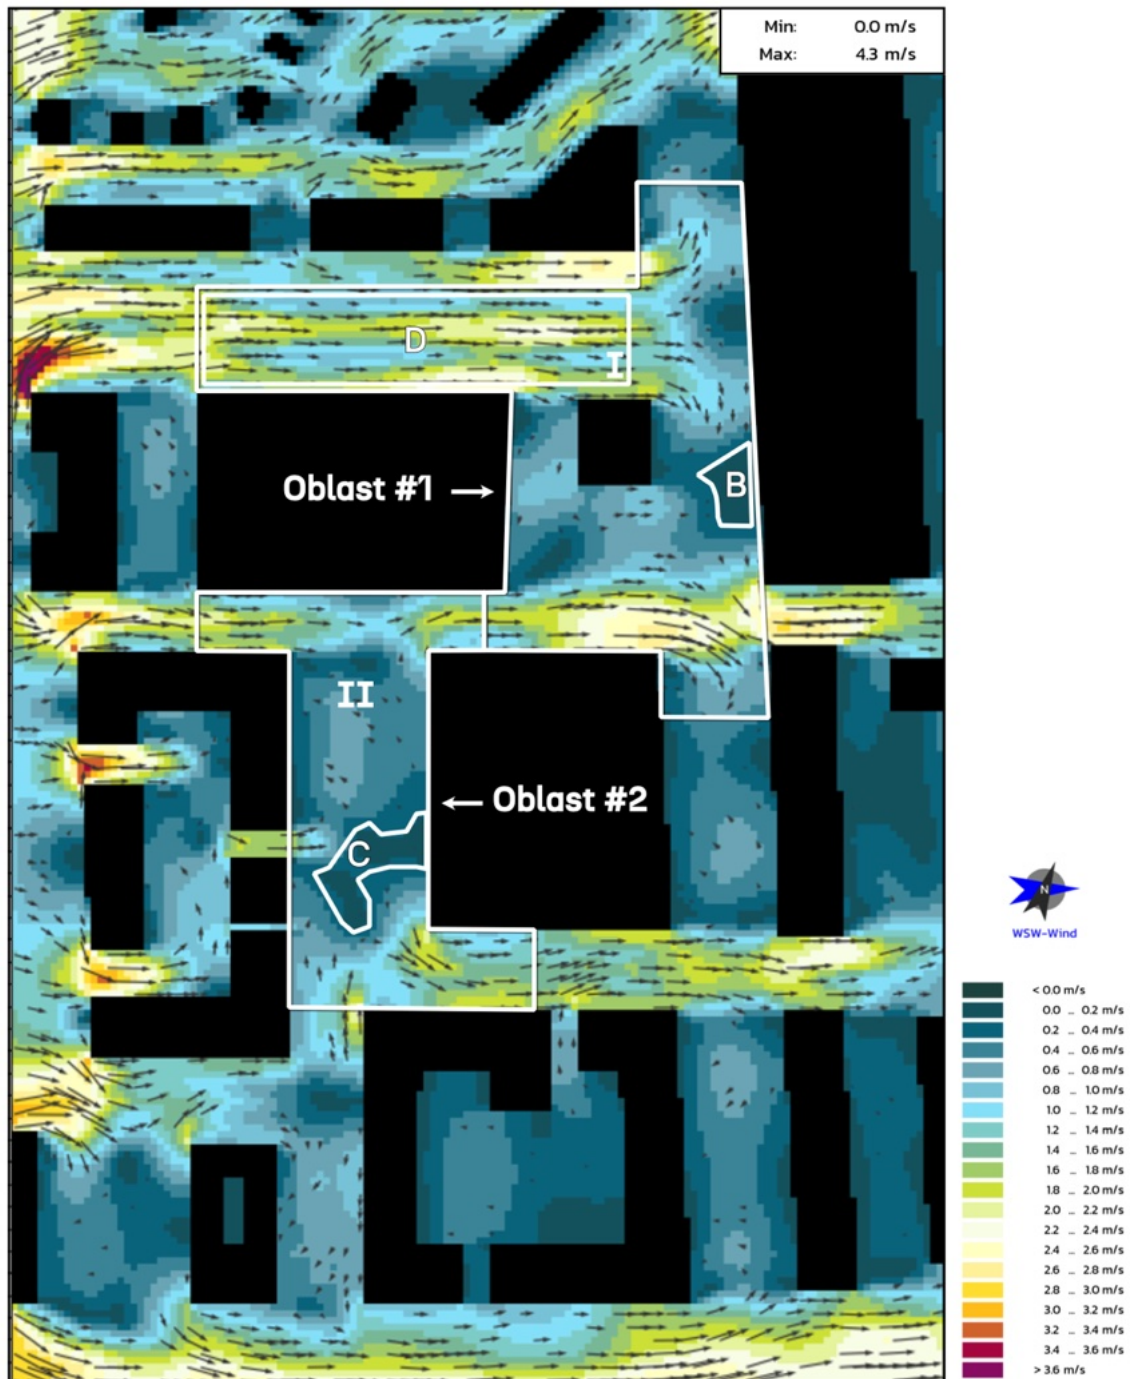 Min: 0.0 m/s
Max: 4.3 m/s
D
I
B
Oblast #1
II
Oblast #2
C
N
WSW-Wind
< 0.0 m/s
0.0 ... 0.2 m/s
0.2 ... 0.4 m/s
0.4 ... 0.6 m/s
0.6 ... 0.8 m/s
0.8 ... 1.0 m/s
1.0 ... 1.2 m/s
1.2 ... 1.4 m/s
1.4 ... 1.6 m/s
1.6 ... 1.8 m/s
1.8 ... 2.0 m/s
2.0 ... 2.2 m/s
2.2 ... 2.4 m/s
2.4 ... 2.6 m/s
2.6 ... 2.8 m/s
2.8 ... 3.0 m/s
3.0 ... 3.2 m/s
3.2 ... 3.4 m/s
3.4 ... 3.6 m/s
> 3.6 m/s